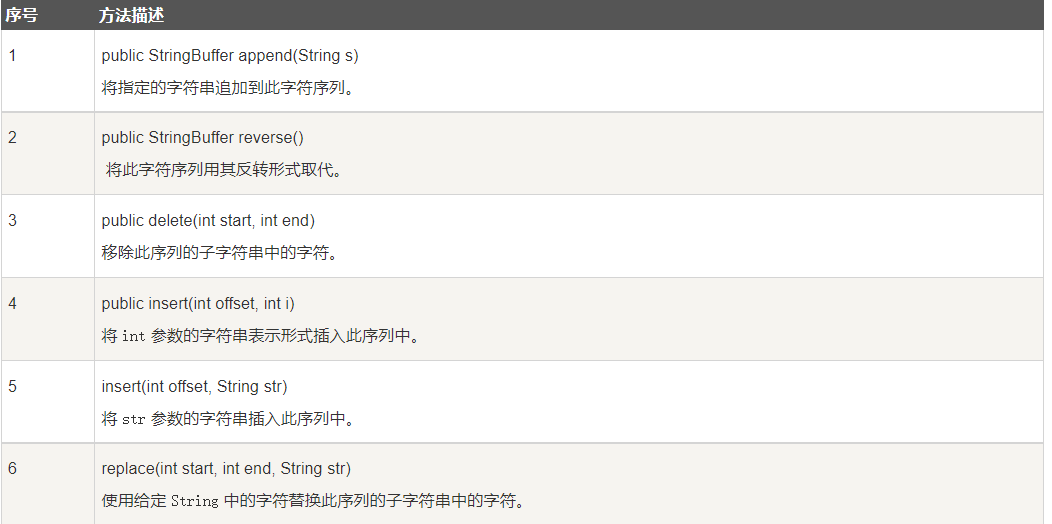 序号 方法描述
1 public StringBuffer append(String s)
将指定的字符串追加到此字符序列。
2 public StringBuffer reverse()
将此字符序列用其反转形式取代。
3 public delete(int start, int end)
移除此序列的子字符串中的字符。
4 public insert(int offset, int i)
将 int 参数的字符串表示形式插入此序列中。
5 insert(int offset, String str)
将 str 参数的字符串插入此序列中。
6 replace(int start, int end, String str)
使用给定 String 中的字符替换此序列的子字符串中的字符。